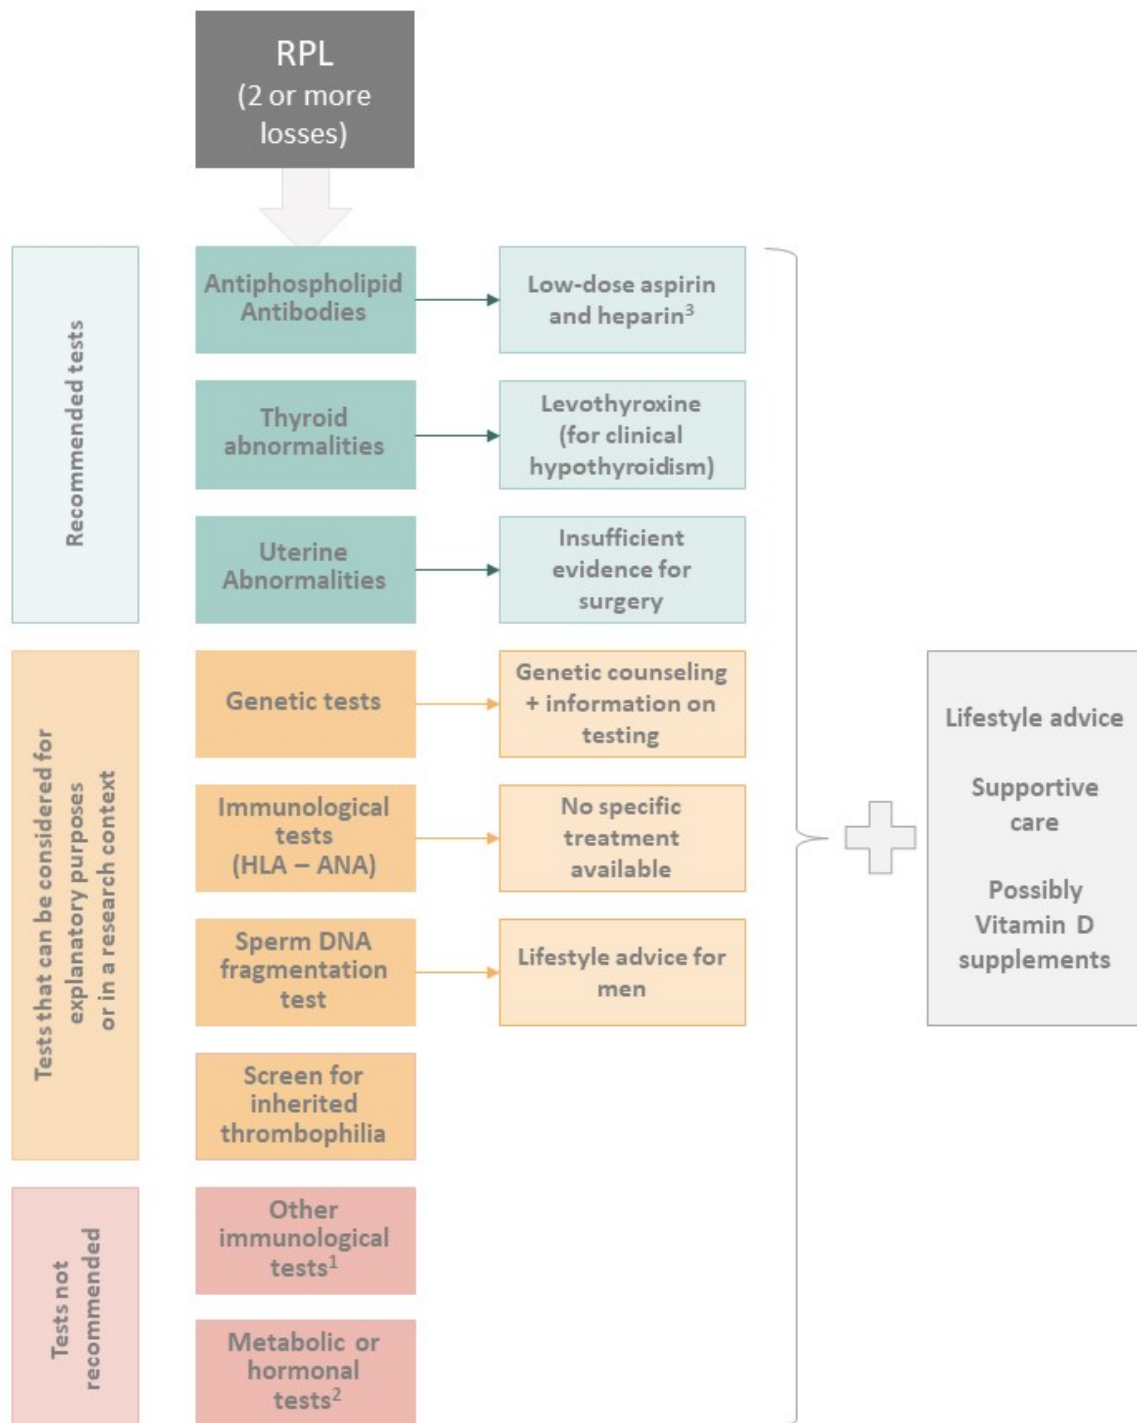 RPL
(2 or more
losses)
Recommended tests
Antiphospholipid
Antibodies
Low-dose aspirin
and heparin³
Thyroid
abnormalities
Levothyroxine
(for clinical
hypothyroidism)
Uterine
Abnormalities
Insufficient
evidence for
surgery
Tests that can be considered for
explanatory purposes
or in a research context
Genetic tests
Genetic counseling
+ information on
testing
Immunological
tests
(HLA – ANA)
No specific
treatment
available
Sperm DNA
fragmentation
test
Lifestyle advice for
men
Screen for
inherited
thrombophilia
Tests not
recommended
Other
immunological
tests¹
Metabolic or
hormonal
tests²
Lifestyle advice
Supportive
care
Possibly
Vitamin D
supplements